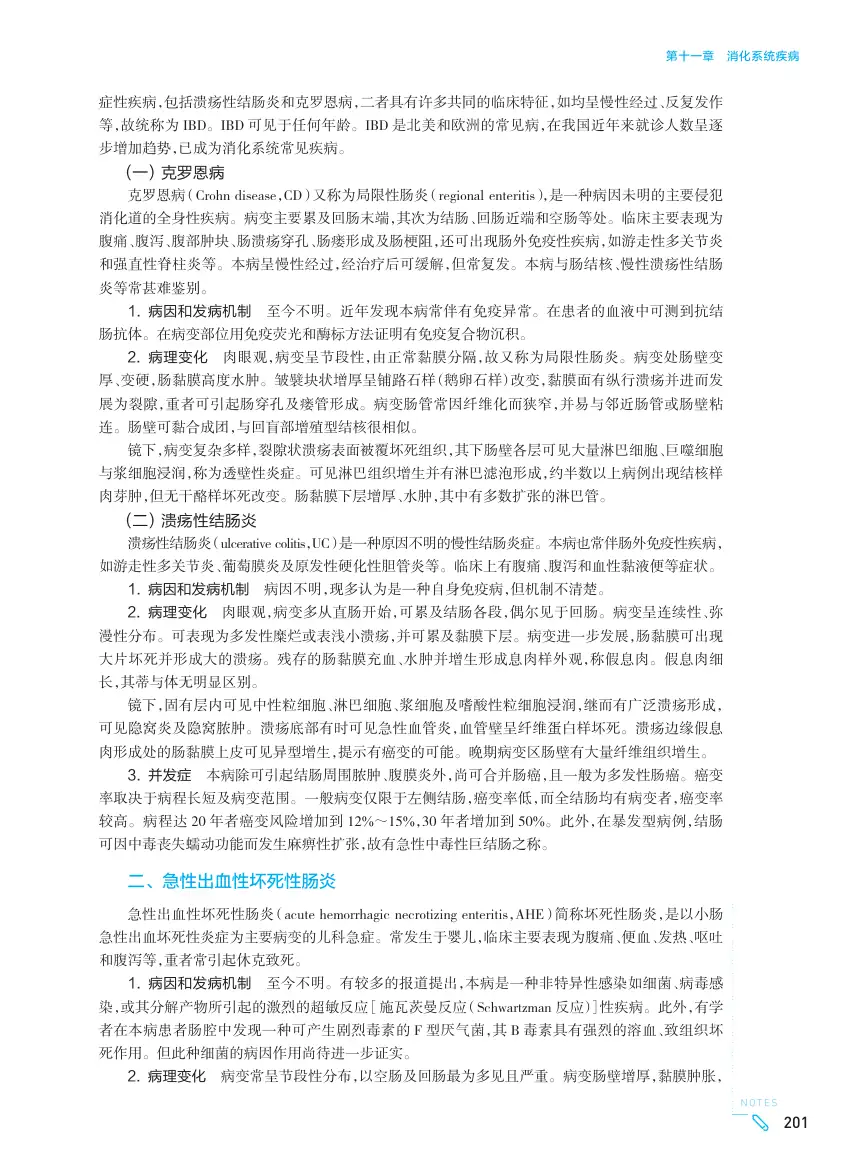 第十一章 消化系统疾病
症性疾病,包括溃疡性结肠炎和克罗恩病,二者具有许多共同的临床特征,如均呈慢性经过、反复发作
等,故统称为 IBD。IBD 可见于任何年龄。IBD 是北美和欧洲的常见病,在我国近年来就诊人数呈逐
步增加趋势,已成为消化系统常见疾病。
(一) 克罗恩病
克罗恩病(Crohn disease,CD)又称为局限性肠炎(regional enteritis),是一种病因未明的主要侵犯
消化道的全身性疾病。病变主要累及回肠末端,其次为结肠、回肠近端和空肠等处。临床主要表现为
腹痛、腹泻、腹部肿块、肠溃疡穿孔、肠瘘形成及肠梗阻,还可出现肠外免疫性疾病,如游走性多关节炎
和强直性脊柱炎等。本病呈慢性经过,经治疗后可缓解,但常复发。本病与肠结核、慢性溃疡性结肠
炎等常甚难鉴别。
1. 病因和发病机制 至今不明。近年发现本病常伴有免疫异常。在患者的血液中可测到抗结
肠抗体。在病变部位用免疫荧光和酶标方法证明有免疫复合物沉积。
2. 病理变化 肉眼观,病变呈节段性,由正常黏膜分隔,故又称为局限性肠炎。病变处肠壁变
厚、变硬,肠黏膜高度水肿。皱襞块状增厚呈铺路石样(鹅卵石样)改变,黏膜面有纵行溃疡并进而发
展为裂隙,重者可引起肠穿孔及瘘管形成。病变肠管常因纤维化而狭窄,并易与邻近肠管或肠壁粘
连。肠壁可黏合成团,与回盲部增殖型结核很相似。
镜下,病变复杂多样,裂隙状溃疡表面被覆坏死组织,其下肠壁各层可见大量淋巴细胞、巨噬细胞
与浆细胞浸润,称为透壁性炎症。可见淋巴组织增生并有淋巴滤泡形成,约半数以上病例出现结核样
肉芽肿,但无干酪样坏死改变。肠黏膜下层增厚、水肿,其中有多数扩张的淋巴管。
(二) 溃疡性结肠炎
溃疡性结肠炎(ulcerative colitis,UC)是一种原因不明的慢性结肠炎症。本病也常伴肠外免疫性疾病,
如游走性多关节炎、葡萄膜炎及原发性硬化性胆管炎等。临床上有腹痛、腹泻和血性黏液便等症状。
1. 病因和发病机制 病因不明,现多认为是一种自身免疫病,但机制不清楚。
2. 病理变化 肉眼观,病变多从直肠开始,可累及结肠各段,偶尔见于回肠。病变呈连续性、弥
漫性分布。可表现为多发性糜烂或表浅小溃疡,并可累及黏膜下层。病变进一步发展,肠黏膜可出现
大片坏死并形成大的溃疡。残存的肠黏膜充血、水肿并增生形成息肉样外观,称假息肉。假息肉细
长,其蒂与体无明显区别。
镜下,固有层内可见中性粒细胞、淋巴细胞、浆细胞及嗜酸性粒细胞浸润,继而有广泛溃疡形成,
可见隐窝炎及隐窝脓肿。溃疡底部有时可见急性血管炎,血管壁呈纤维蛋白样坏死。溃疡边缘假息
肉形成处的肠黏膜上皮可见异型增生,提示有癌变的可能。晚期病变区肠壁有大量纤维组织增生。
3. 并发症 本病除可引起结肠周围脓肿、腹膜炎外,尚可合并肠癌,且一般为多发性肠癌。癌变
率取决于病程长短及病变范围。一般病变仅限于左侧结肠,癌变率低,而全结肠均有病变者,癌变率
较高。病程达 20 年者癌变风险增加到 12%～15%,30 年者增加到 50%。此外,在暴发型病例,结肠
可因中毒丧失蠕动功能而发生麻痹性扩张,故有急性中毒性巨结肠之称。
二、急性出血性坏死性肠炎
急性出血性坏死性肠炎(acute hemorrhagic necrotizing enteritis,AHE)简称坏死性肠炎,是以小肠
急性出血坏死性炎症为主要病变的儿科急症。常发生于婴儿,临床主要表现为腹痛、便血、发热、呕吐
和腹泻等,重者常引起休克致死。
1. 病因和发病机制 至今不明。有较多的报道提出,本病是一种非特异性感染如细菌、病毒感
染,或其分解产物所引起的激烈的超敏反应[ 施瓦茨曼反应(Schwartzman 反应)]性疾病。此外,有学
者在本病患者肠腔中发现一种可产生剧烈毒素的 F 型厌气菌,其 B 毒素具有强烈的溶血、致组织坏
死作用。但此种细菌的病因作用尚待进一步证实。
2. 病理变化 病变常呈节段性分布,以空肠及回肠最为多见且严重。病变肠壁增厚,黏膜肿胀,
NOTES
201